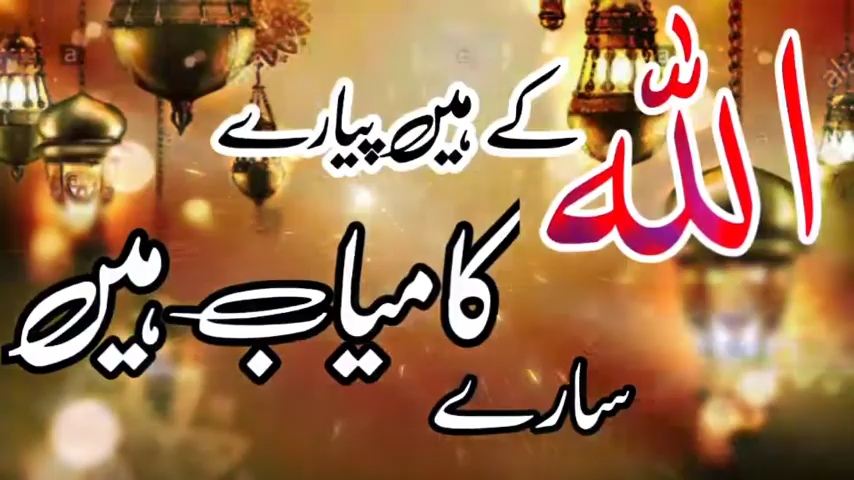 اللہ کے ہیں پیارے
کامیاب ہیں
سارے